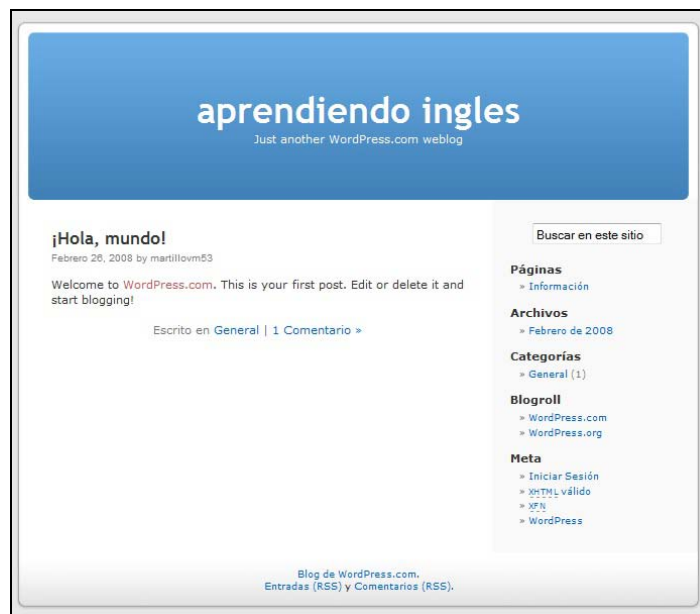 aprendiendo ingles
Just another WordPress.com weblog
¡Hola, mundo!
Febrero 26, 2008 by martillovm53
Welcome to WordPress.com. This is your first post. Edit or delete it and
start blogging!
Escrito en General | 1 Comentario »
Buscar en este sitio
Páginas
» Información
Archivos
» Febrero de 2008
Categorías
» General (1)
Blogroll
» WordPress.com
» WordPress.org
Meta
» Iniciar Sesión
» XHTML válido
» XFN
» WordPress
Blog de WordPress.com.
Entradas (RSS) y Comentarios (RSS).